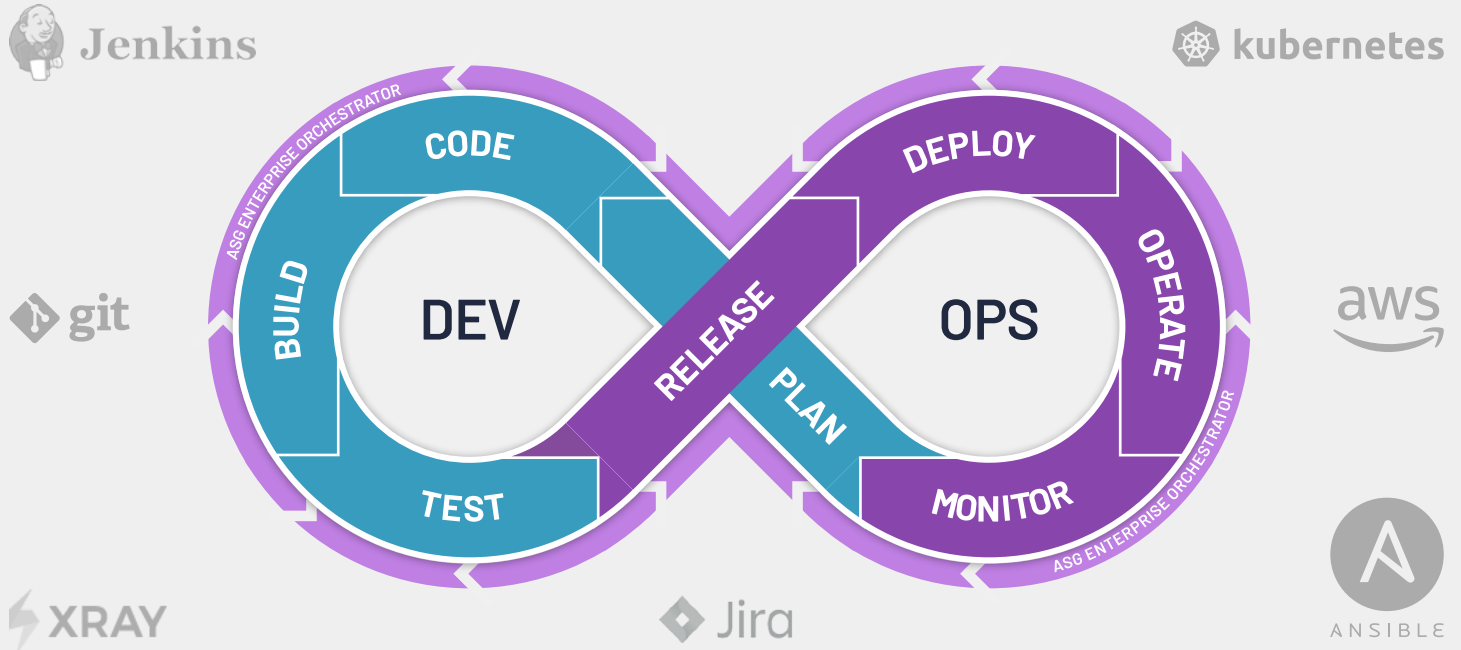 Jenkins
kubernetes
ASG ENTERPRISE ORCHESTRATOR
CODE
DEPLOY
BUILD
OPERATE
git
DEV
OPS
aws
RELEASE
PLAN
TEST
MONITOR
ASG ENTERPRISE ORCHESTRATOR
XRAY
Jira
ANSIBLE